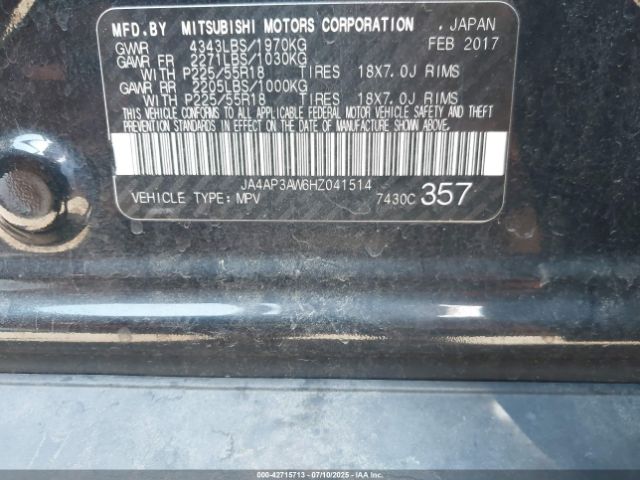 MFD.BY MITSUBISHI MOTORS CORPORATION . JAPAN
GVWR 4343LBS/1970KG FEB 2017
GAWR FR 2271LBS/1030KG
WITH P225/55R18 TIRES 18X7.0J RIMS
GAWR RR 2205LBS/1000KG
WITH P225/55R18 TIRES 18X7.0J RIMS
THIS VEHICLE CONFORMS TO ALL APPLICABLE FEDERAL MOTOR VEHICLE SAFETY AND THEFT
PREVENTION STANDARDS IN EFFECT ON THE DATE OF MANUFACTURE SHOWN ABOVE.
JA4AP3AW6HZ041514
VEHICLE TYPE: MPV 7430C 357
000-42715713 - 07/10/2025 - IAAI.COM